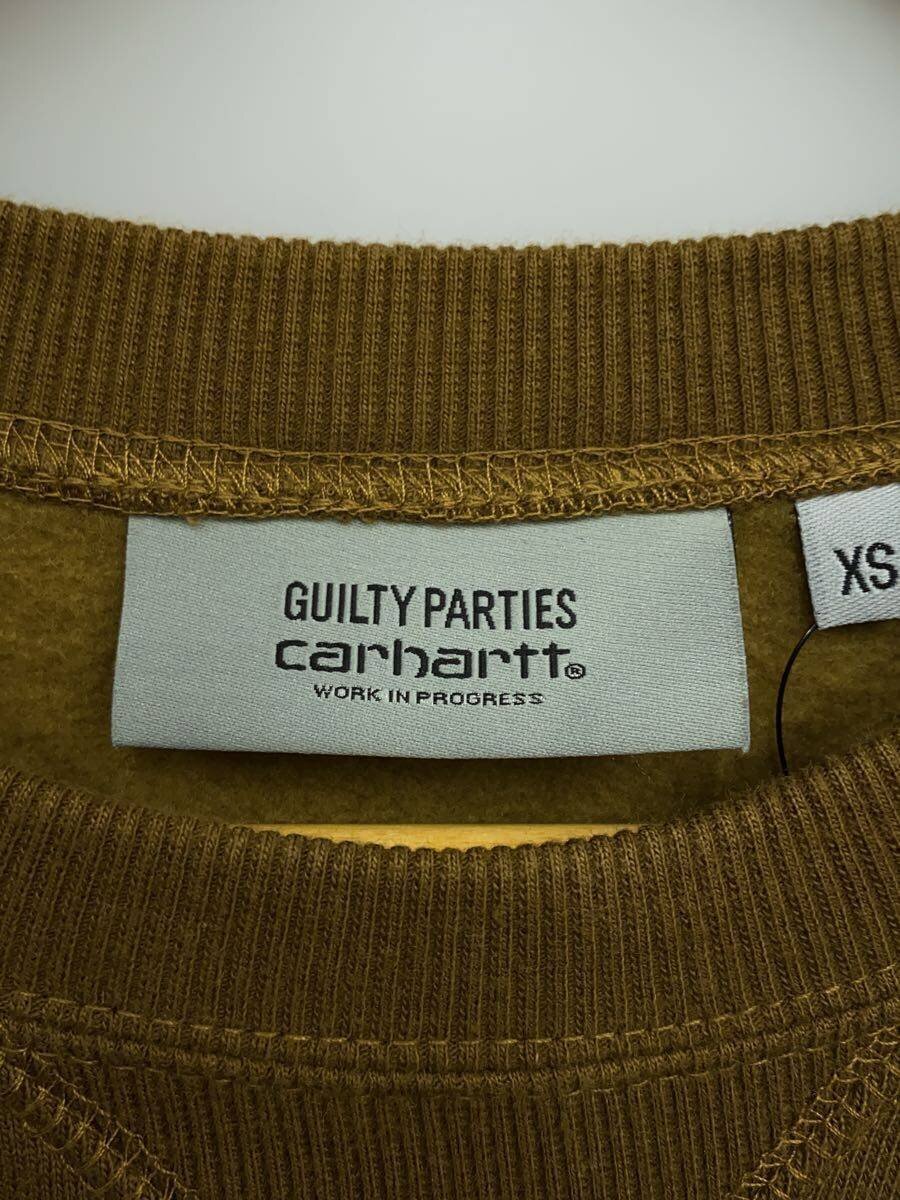 GUILTY PARTIES
carhartt®
WORK IN PROGRESS
XS